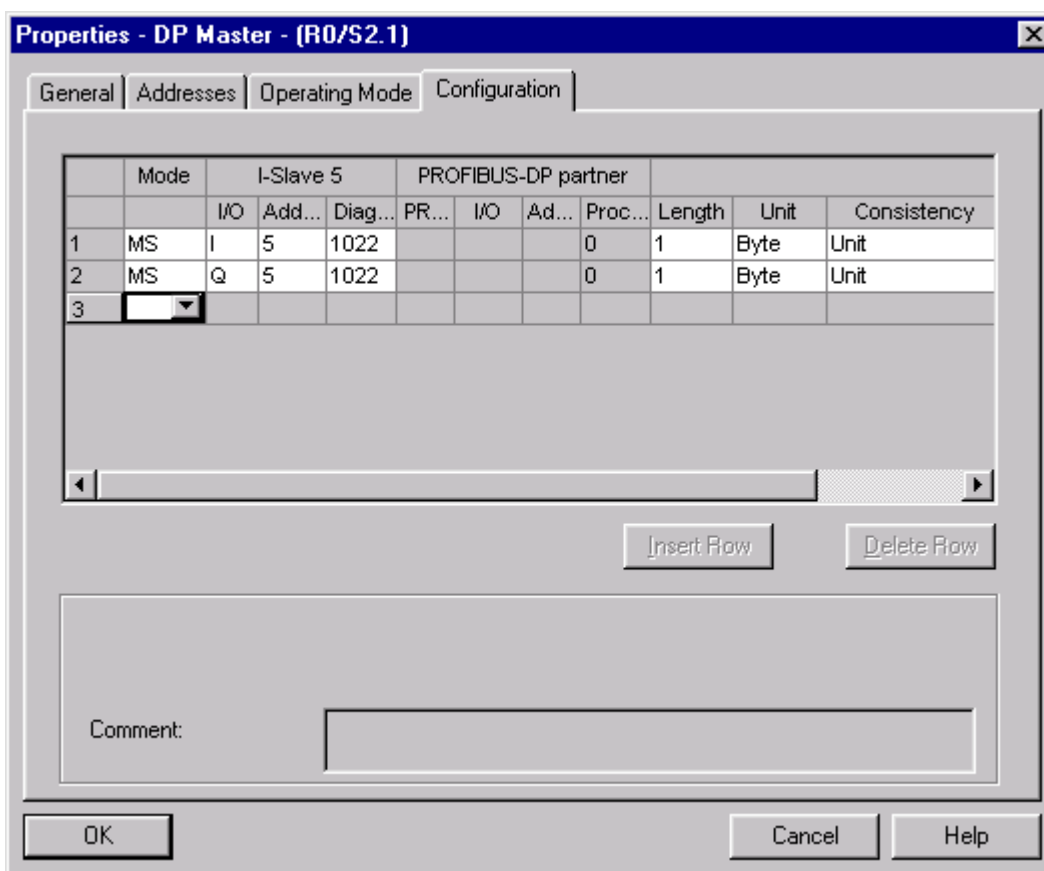 Properties - DP Master - (R0/S2.1)
General Addresses Operating Mode Configuration
Mode I-Slave 5 PROFIBUS-DP partner
I/O Add... Diag... PR... I/O Ad... Proc... Length Unit Consistency
1 MS I 5 1022 0 1 Byte Unit
2 MS Q 5 1022 0 1 Byte Unit
3
Insert Row Delete Row
Comment:
OK Cancel Help